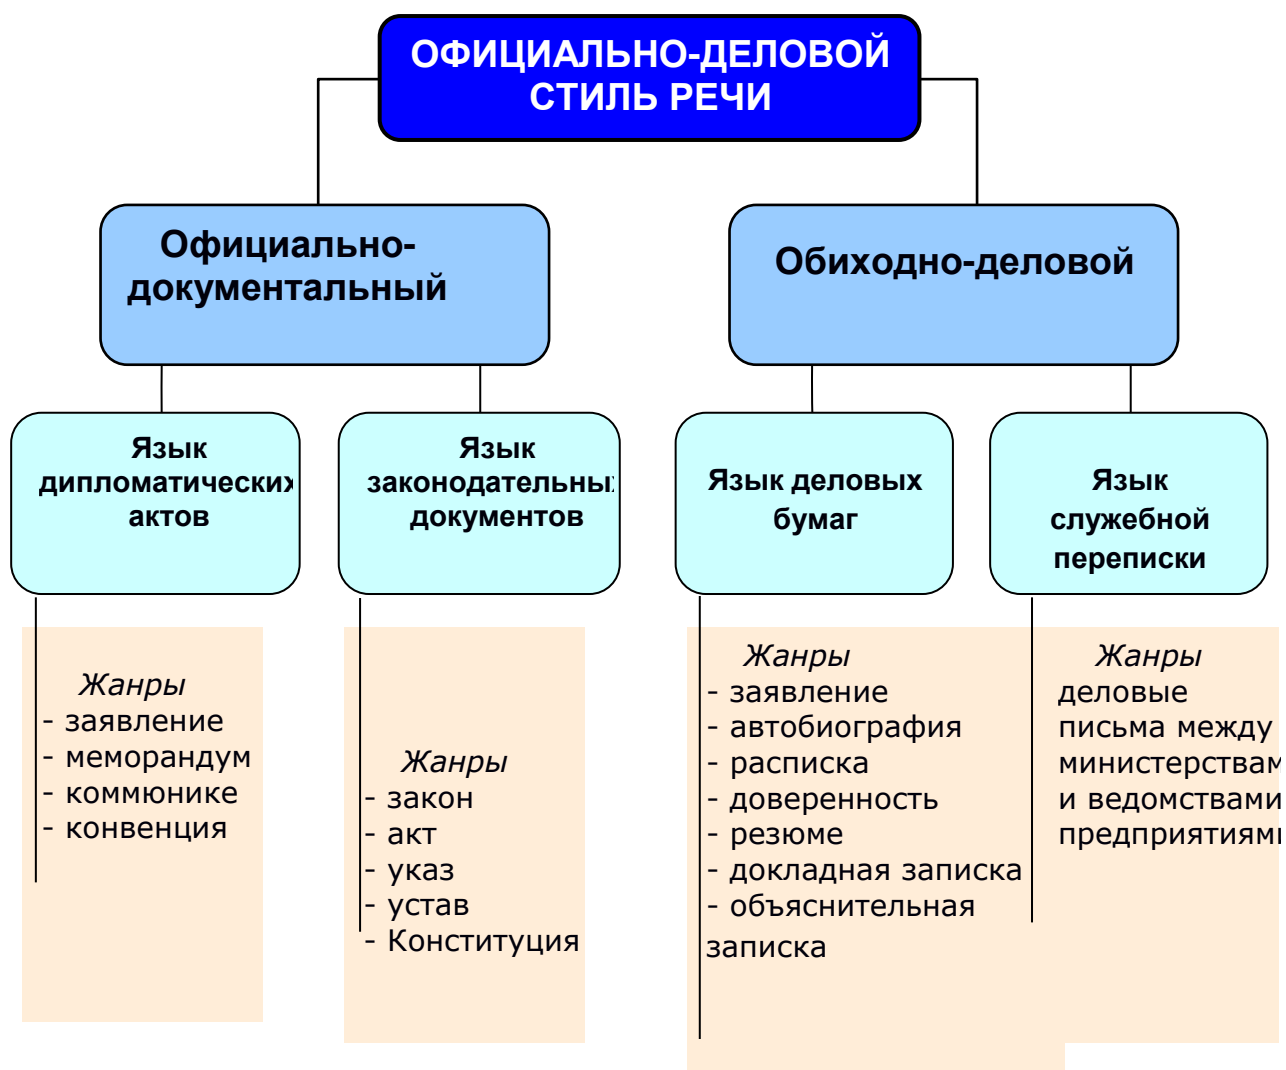 ОФИЦИАЛЬНО-ДЕЛОВОЙ
СТИЛЬ РЕЧИ
Официально-
документальный
Обиходно-деловой
Язык
дипломатических
актов
Язык
законодательных
документов
Язык деловых
бумаг
Язык
служебной
переписки
Жанры
- заявление
- меморандум
- коммюнике
- конвенция
Жанры
- закон
- акт
- указ
- устав
- Конституция
Жанры
- заявление
- автобиография
- расписка
- доверенность
- резюме
- докладная записка
- объяснительная
записка
Жанры
деловые
письма между
министерствам
и ведомствами
предприятиями